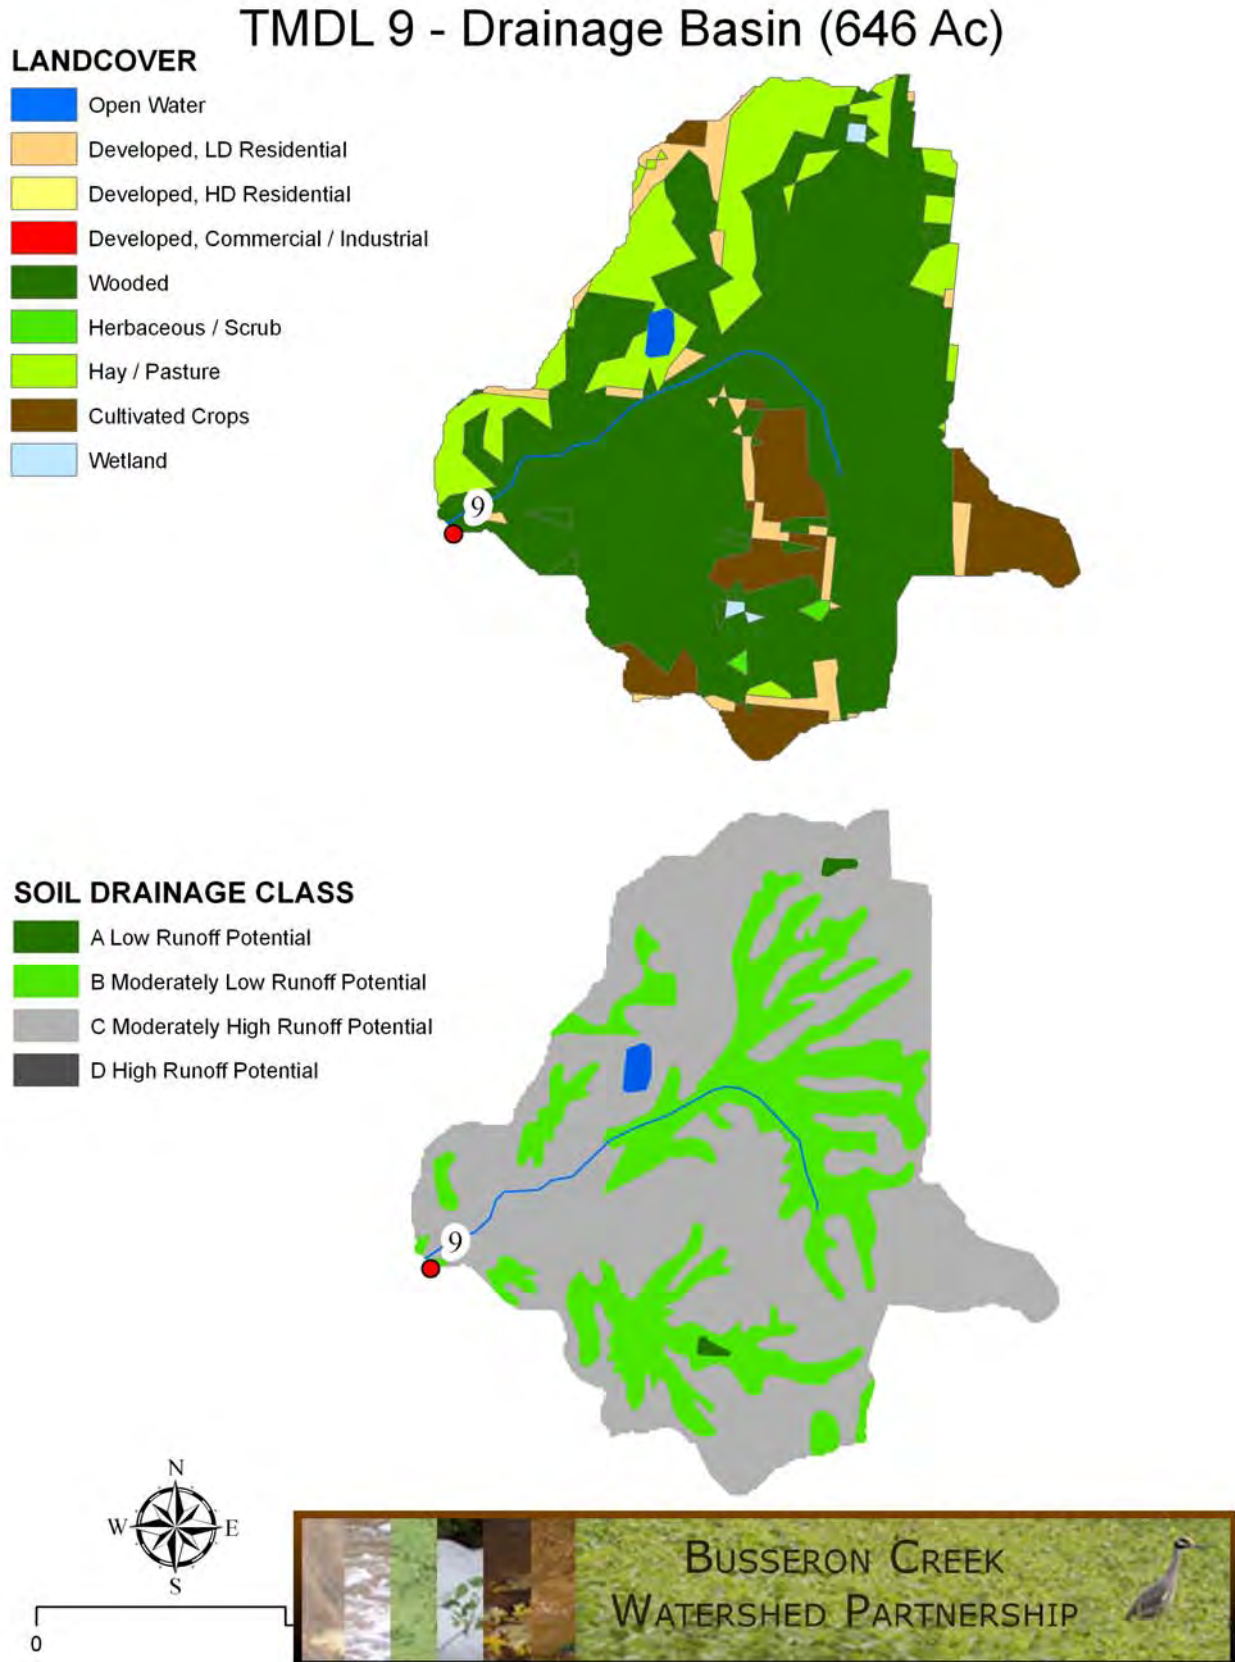 TMDL 9 - Drainage Basin (646 Ac)
LANDCOVER
Open Water
Developed, LD Residential
Developed, HD Residential
Developed, Commercial / Industrial
Wooded
Herbaceous / Scrub
Hay / Pasture
Cultivated Crops
Wetland
9
SOIL DRAINAGE CLASS
A Low Runoff Potential
B Moderately Low Runoff Potential
C Moderately High Runoff Potential
D High Runoff Potential
9
N
W E
S
0
BUSSERON CREEK
WATERSHED PARTNERSHIP